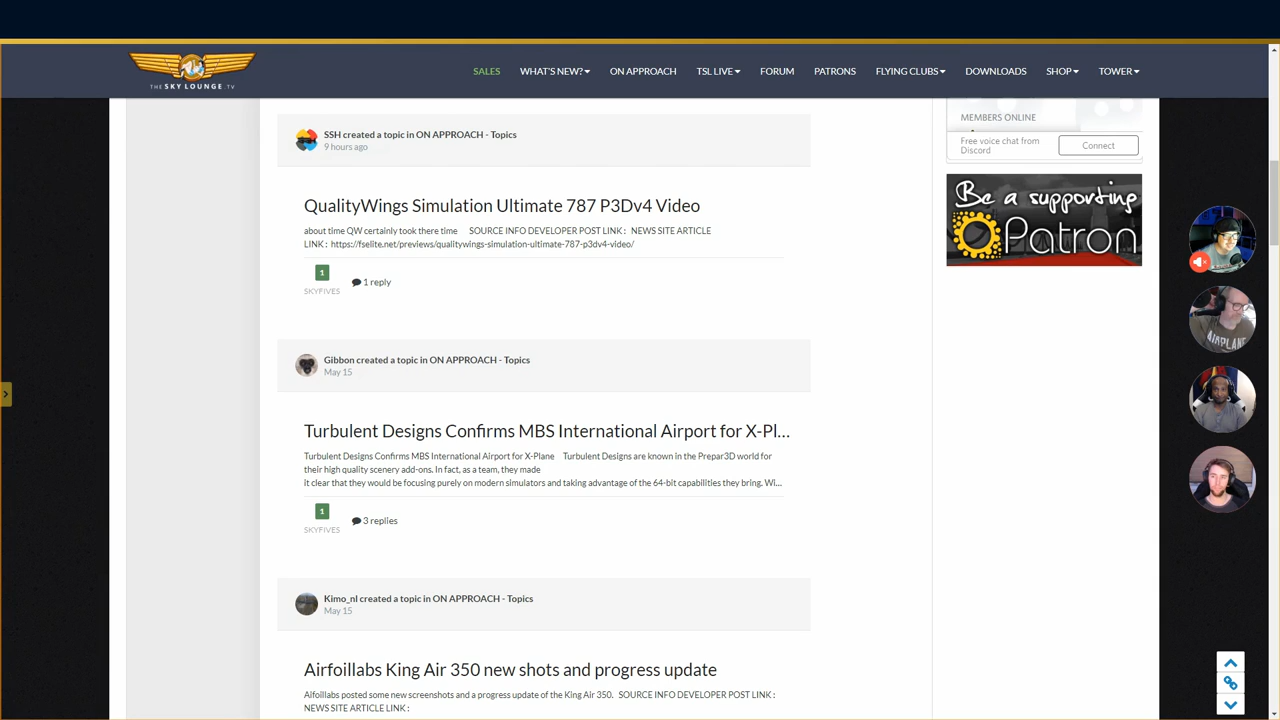 THE SKY LOUNGE.TV
SALES
WHAT'S NEW?
ON APPROACH
TSL LIVE
FORUM
PATRONS
FLYING CLUBS
DOWNLOADS
SHOP
TOWER
SSH created a topic in ON APPROACH - Topics
9 hours ago
QualityWings Simulation Ultimate 787 P3Dv4 Video
about time QW certainly took there time SOURCE INFO DEVELOPER POST LINK : NEWS SITE ARTICLE
LINK : https://fselite.net/previews/qualitywings-simulation-ultimate-787-p3dv4-video/
1
SKYFIVES
1 reply
Gibbon created a topic in ON APPROACH - Topics
May 15
Turbulent Designs Confirms MBS International Airport for X-Pl...
Turbulent Designs Confirms MBS International Airport for X-Plane Turbulent Designs are known in the Prepar3D world for
their high quality scenery add-ons. In fact, as a team, they made
it clear that they would be focusing purely on modern simulators and taking advantage of the 64-bit capabilities they bring. Wi...
1
SKYFIVES
3 replies
Kimo_nl created a topic in ON APPROACH - Topics
May 15
Airfoillabs King Air 350 new shots and progress update
Alfoillabs posted some new screenshots and a progress update of the King Air 350. SOURCE INFO DEVELOPER POST LINK :
NEWS SITE ARTICLE LINK :
MEMBERS ONLINE
Free voice chat from
Discord
Connect
Be a supporting
Patron
AIRPLANE